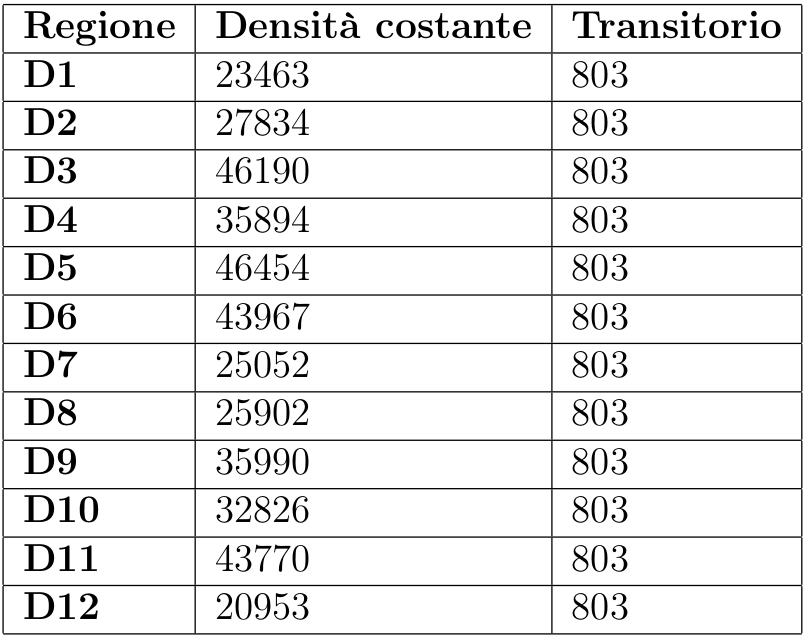 Regione Densità costante Transitorio
D1 23463 803
D2 27834 803
D3 46190 803
D4 35894 803
D5 46454 803
D6 43967 803
D7 25052 803
D8 25902 803
D9 35990 803
D10 32826 803
D11 43770 803
D12 20953 803